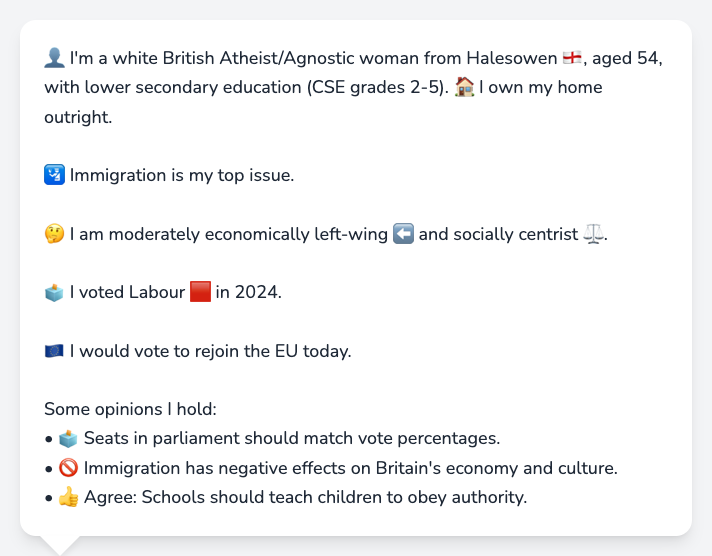 👤 I'm a white British Atheist/Agnostic woman from Halesowen 🏴󠁧󠁢󠁥󠁮󠁧󠁿, aged 54,
with lower secondary education (CSE grades 2-5). 🏠 I own my home
outright.
🛂 Immigration is my top issue.
🤔 I am moderately economically left-wing ⬅️ and socially centrist ⚖️.
🗳️ I voted Labour 🟥 in 2024.
🇪🇺 I would vote to rejoin the EU today.
Some opinions I hold:
• 🗳️ Seats in parliament should match vote percentages.
• 🚫 Immigration has negative effects on Britain's economy and culture.
• 👍 Agree: Schools should teach children to obey authority.